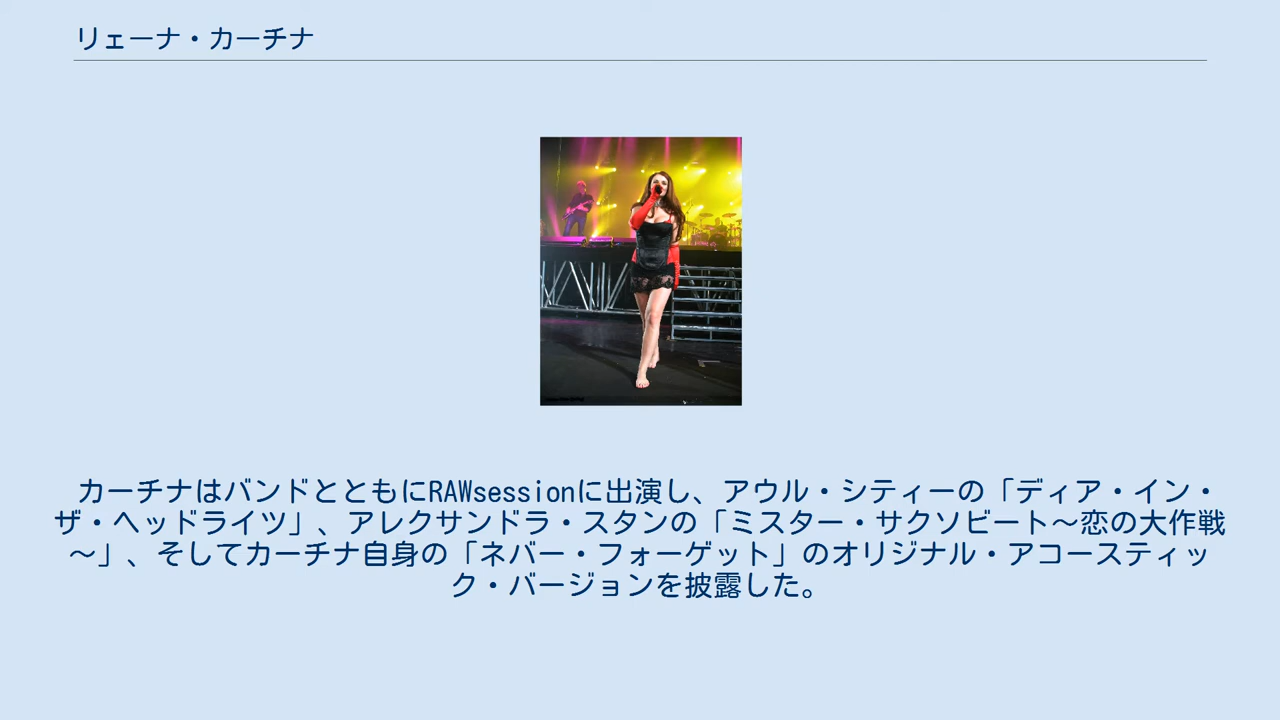 リェーナ・カーチナ
カーチナはバンドとともにRAWsessionに出演し、アウル・シティーの「ディア・イン・
ザ・ヘッドライツ」、アレクサンドラ・スタンの「ミスター・サクソビート～恋の大作戦
～」、そしてカーチナ自身の「ネバー・フォーゲット」のオリジナル・アコースティッ
ク・バージョンを披露した。